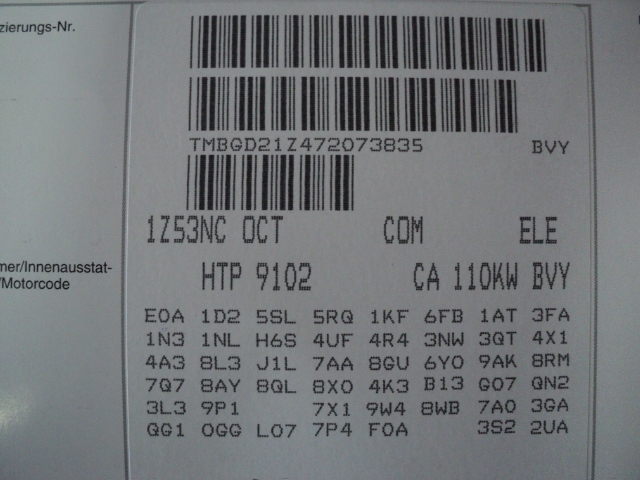 zierungs-Nr.
TMBGD21Z472073835 BVY
1Z53NC OCT COM ELE
mer/Innenausstat-
/Motorcode
HTP 9102 CA 110KW BVY
E0A 1D2 5SL 5RQ 1KF 6FB 1AT 3FA
1N3 1NL H6S 4UF 4R4 3NW 3QT 4X1
4A3 8L3 J1L 7AA 8GU 6Y0 9AK 8RM
7Q7 8AY 8QL 8X0 4K3 B13 G07 QN2
3L3 9P1 7X1 9W4 8WB 7A0 3GA
QG1 0GG L07 7P4 F0A 3S2 2UA